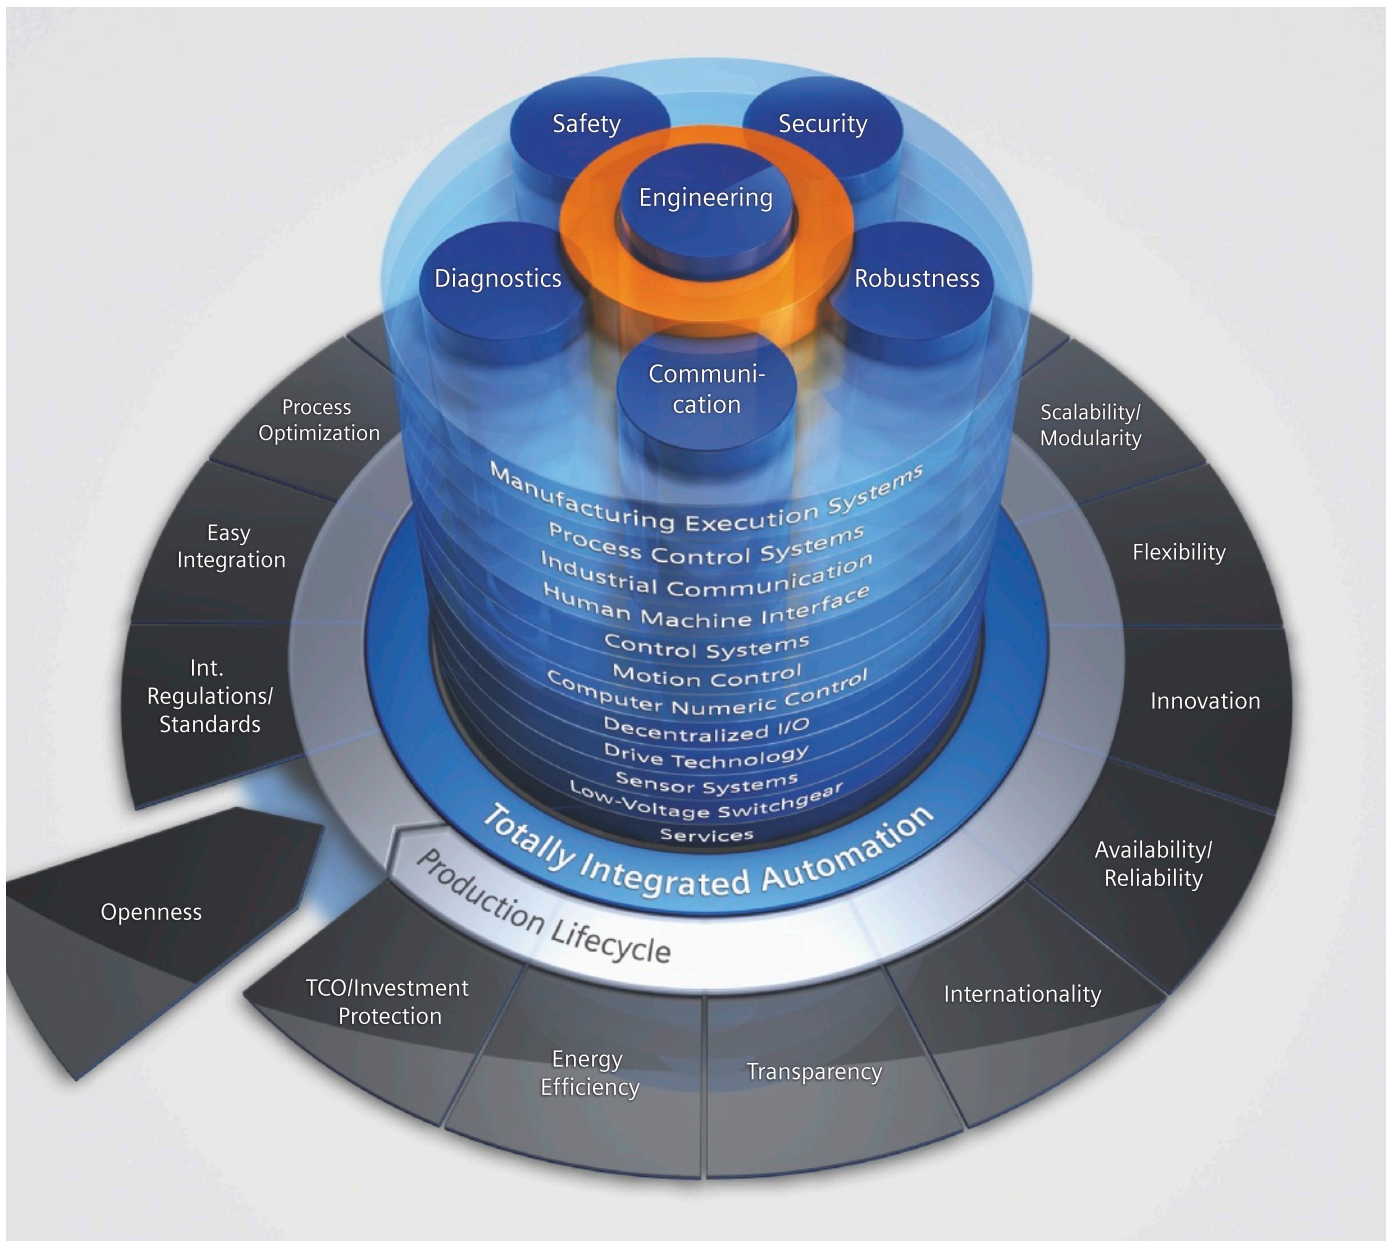 Safety
Security
Engineering
Diagnostics
Robustness
Communi-
cation
Manufacturing Execution Systems
Process Control Systems
Industrial Communication
Human Machine Interface
Control Systems
Motion Control
Computer Numeric Control
Decentralized I/O
Drive Technology
Sensor Systems
Low-Voltage Switchgear
Services
Totally Integrated Automation
Production Lifecycle
Process
Optimization
Easy
Integration
Int.
Regulations/
Standards
Openness
TCO/Investment
Protection
Energy
Efficiency
Transparency
Internationality
Availability/
Reliability
Innovation
Flexibility
Scalability/
Modularity